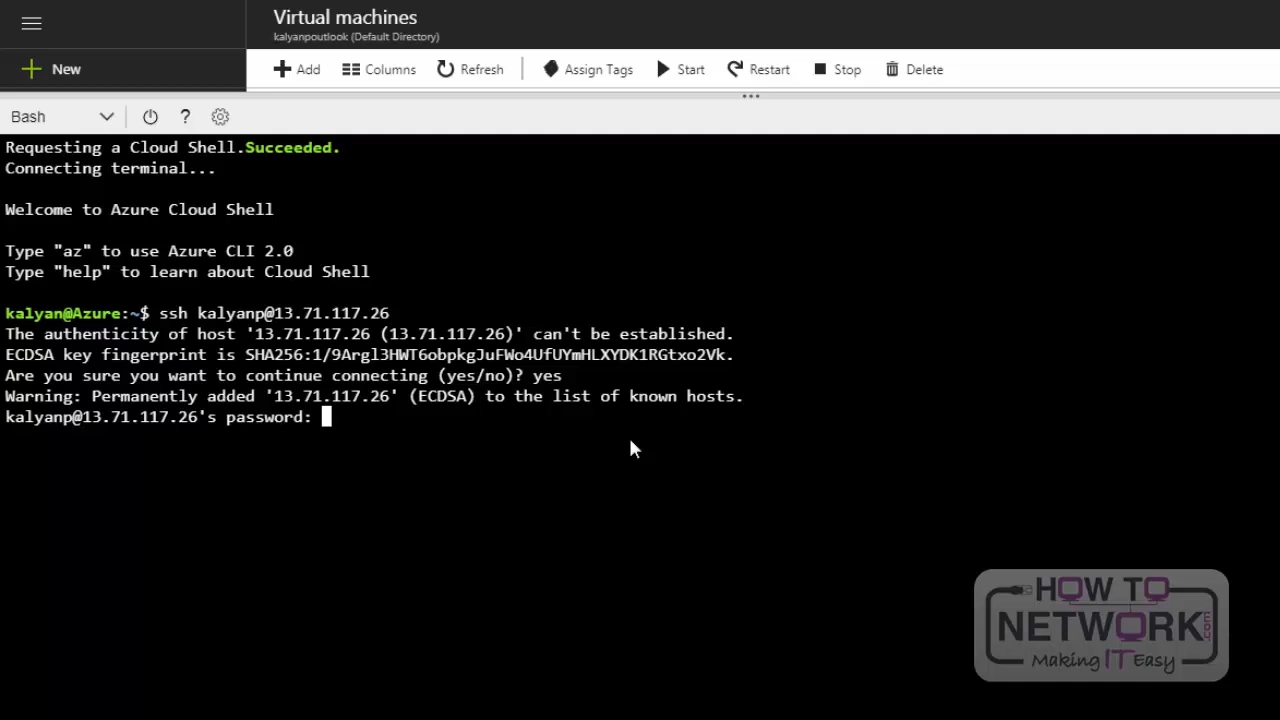 Virtual machines
kalyanpoutlook (Default Directory)
New
Add
Columns
Refresh
Assign Tags
Start
Restart
Stop
Delete
Bash
?
Requesting a Cloud Shell.Succeeded.
Connecting terminal...
Welcome to Azure Cloud Shell
Type "az" to use Azure CLI 2.0
Type "help" to learn about Cloud Shell
kalyan@Azure:~$ ssh kalyanp@13.71.117.26
The authenticity of host '13.71.117.26 (13.71.117.26)' can't be established.
ECDSA key fingerprint is SHA256:1/9Argl3HWT6obpkgJuFWo4UfUYmHLXYDK1RGtxo2Vk.
Are you sure you want to continue connecting (yes/no)? yes
Warning: Permanently added '13.71.117.26' (ECDSA) to the list of known hosts.
kalyanp@13.71.117.26's password:
HOW TO
NETWORK.com
Making IT Easy